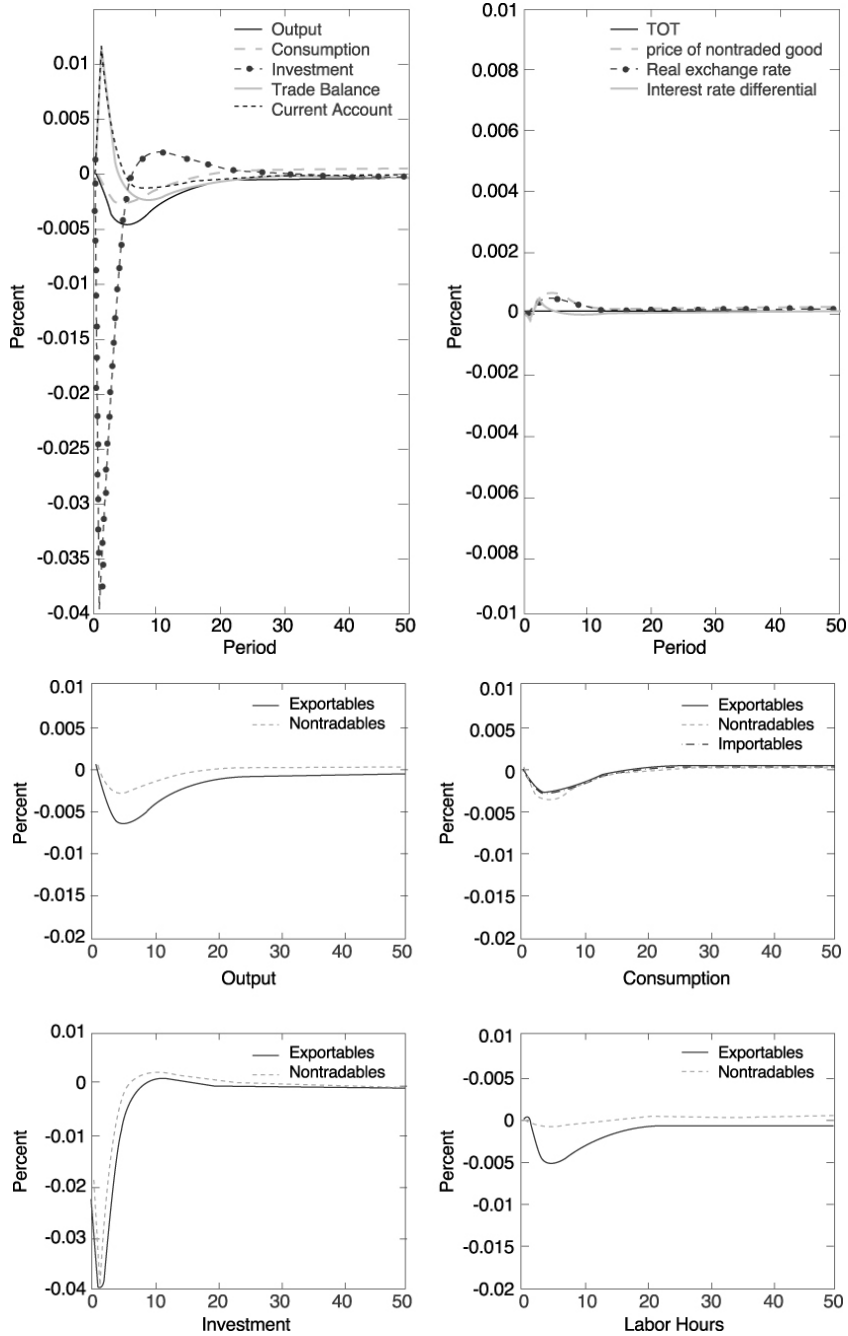 Output
Consumption
Investment
Trade Balance
Current Account
0.01
0.005
0
-0.005
-0.01
-0.015
-0.02
-0.025
-0.03
-0.035
-0.04
Percent
0 10 20 30 40 50
Period
TOT
price of nontraded good
Real exchange rate
Interest rate differential
0.01
0.008
0.006
0.004
0.002
0
-0.002
-0.004
-0.006
-0.008
-0.01
Percent
0 10 20 30 40 50
Period
Exportables
Nontradables
0.01
0.005
0
-0.005
-0.01
-0.015
-0.02
Percent
0 10 20 30 40 50
Output
Exportables
Nontradables
Importables
0.01
0.005
0
-0.005
-0.01
-0.015
-0.02
Percent
0 10 20 30 40 50
Consumption
Exportables
Nontradables
0.01
0
-0.01
-0.02
-0.03
-0.04
Percent
0 10 20 30 40 50
Investment
Exportables
Nontradables
0.01
-0.005
0
-0.005
-0.01
-0.015
-0.02
Percent
0 10 20 30 40 50
Labor Hours